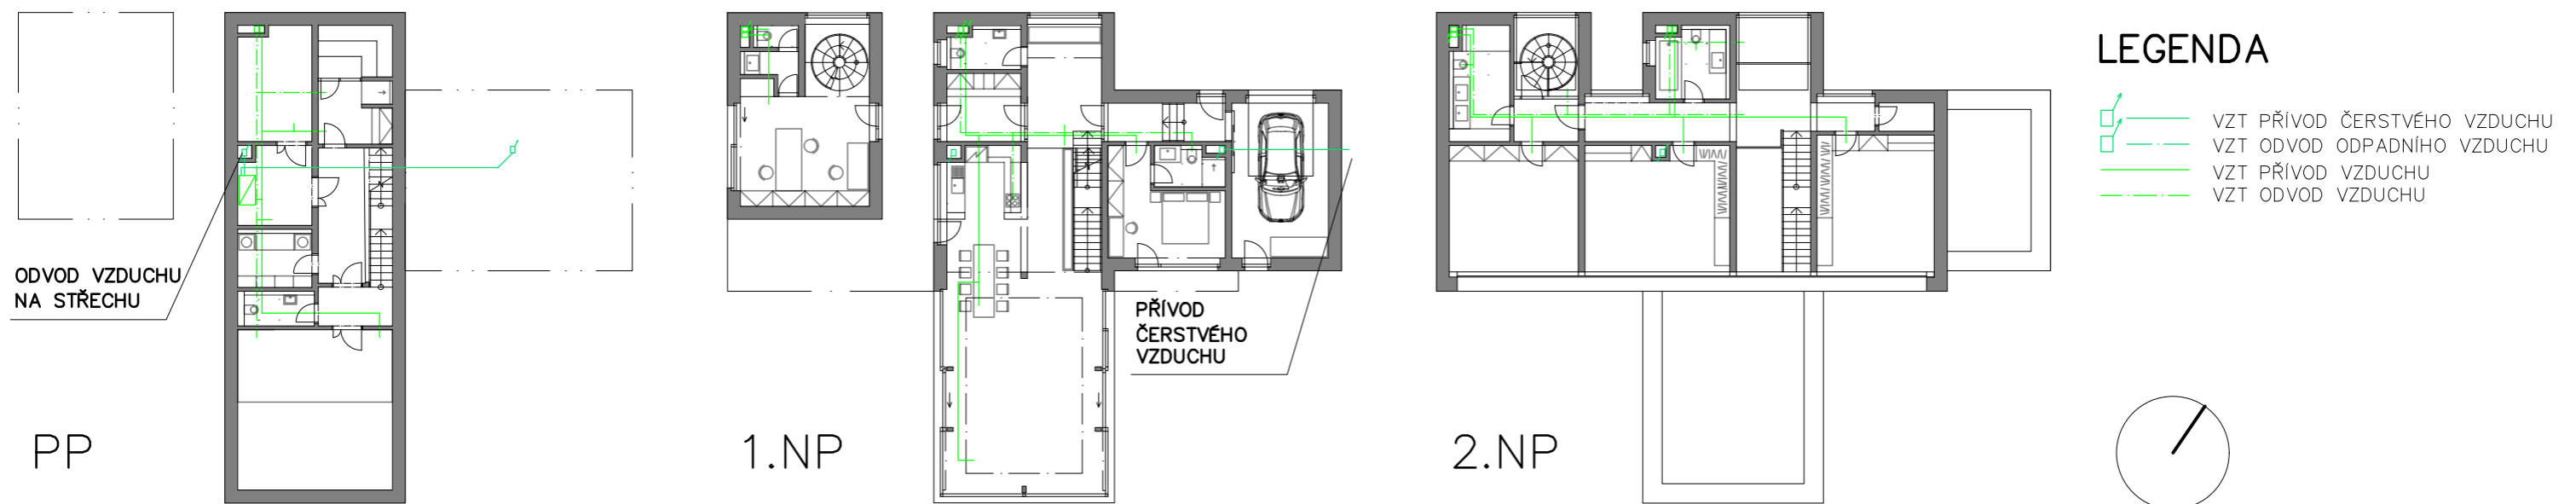 ODVOD VZDUCHU
NA STŘECHU
PP
1.NP
PŘÍVOD
ČERSTVÉHO
VZDUCHU
2.NP
LEGENDA
VZT PŘÍVOD ČERSTVÉHO VZDUCHU
VZT ODVOD ODPADNÍHO VZDUCHU
VZT PŘÍVOD VZDUCHU
VZT ODVOD VZDUCHU